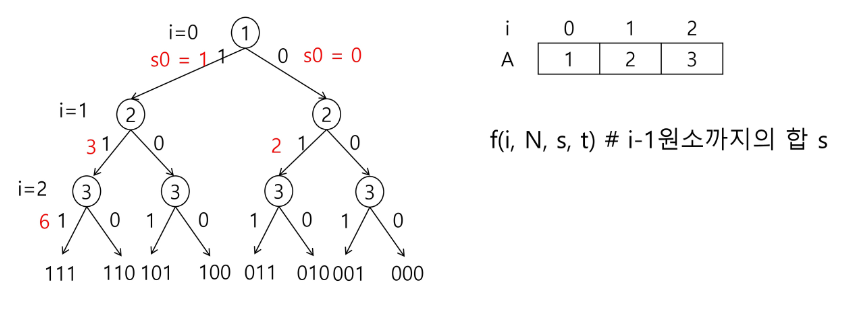 i=0 1
s0 = 1 1 0 s0 = 0
i=1 2 2
3 1 0 2 1 0
i=2 3 3 3 3
6 1 0 1 0 1 0 1 0
111 110 101 100 011 010 001 000
i 0 1 2
A 1 2 3
f(i, N, s, t) # i-1원소까지의 합 s